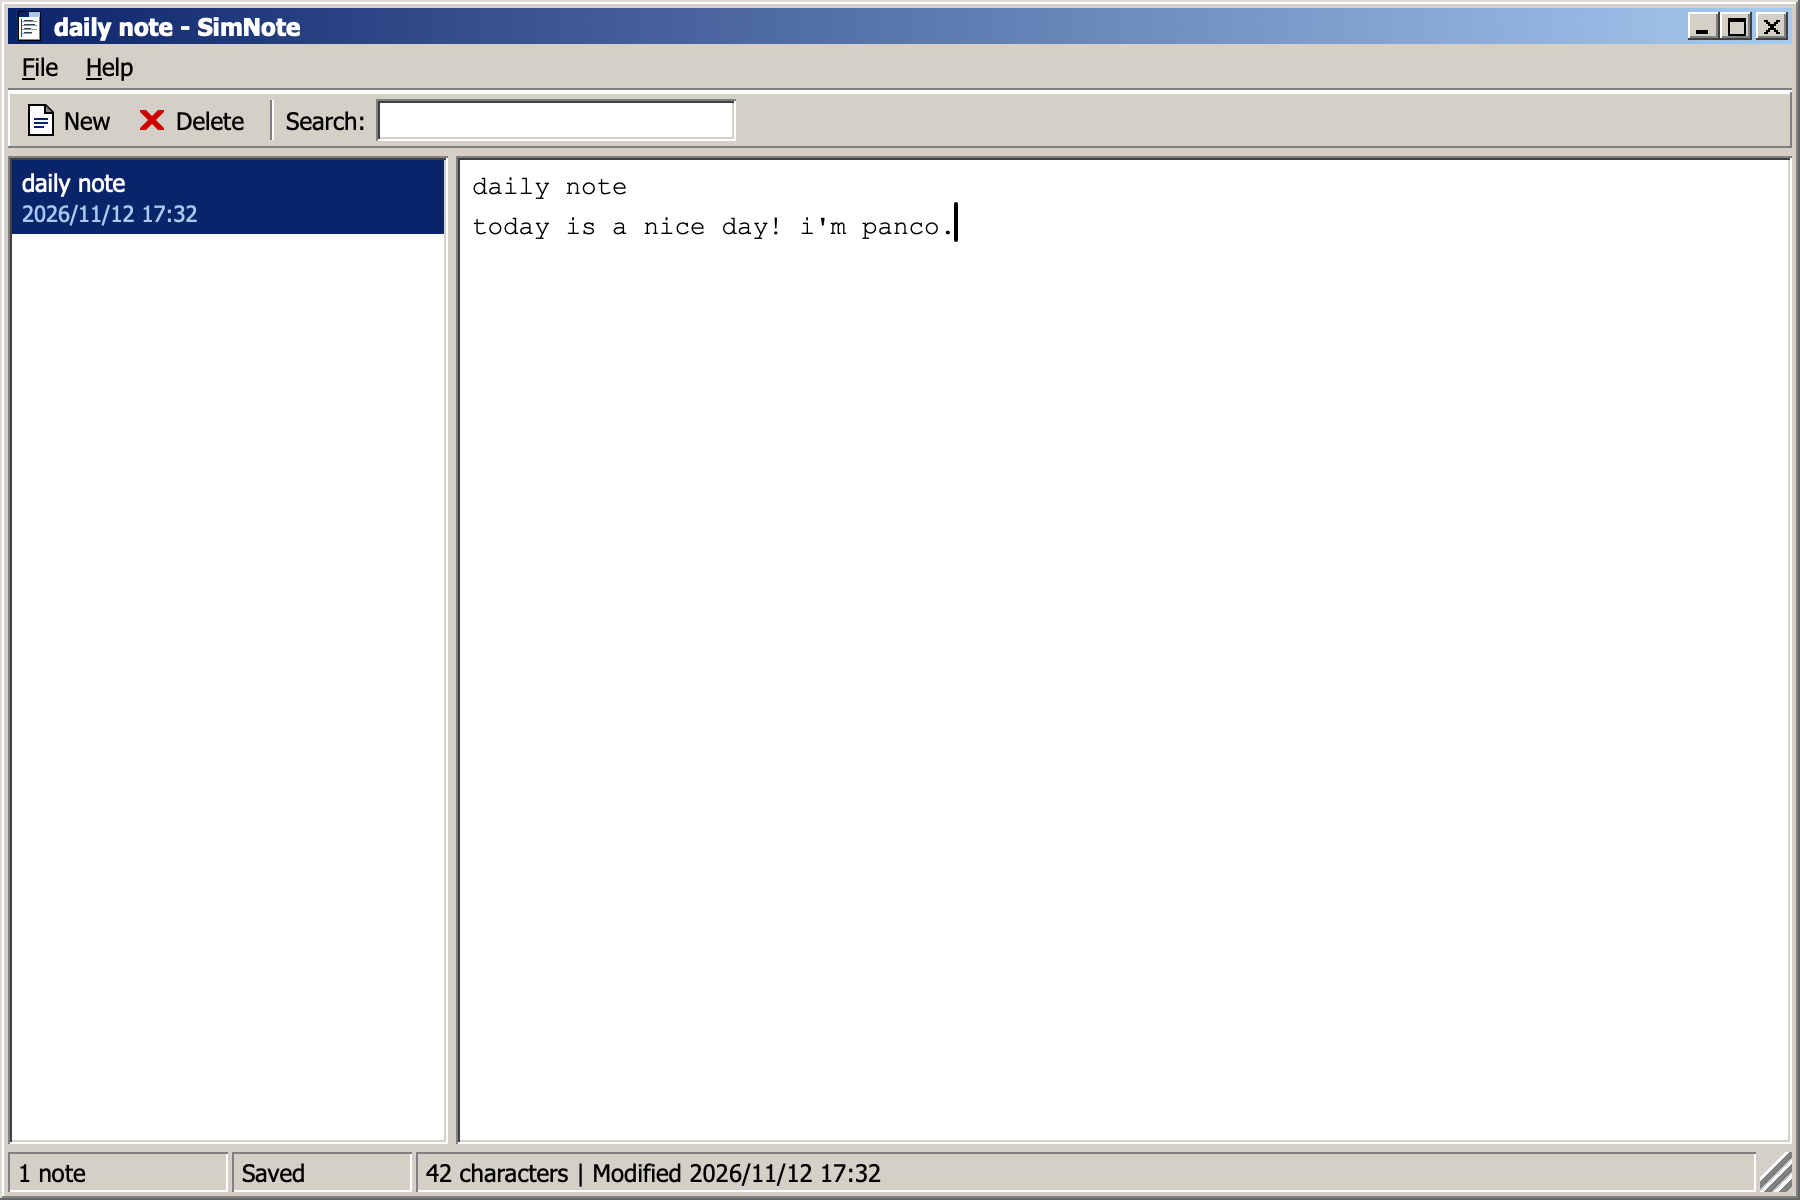 daily note - SimNote
File Help
New Delete Search:
daily note
2026/11/12 17:32
daily note
today is a nice day! i'm panco.
1 note Saved 42 characters | Modified 2026/11/12 17:32